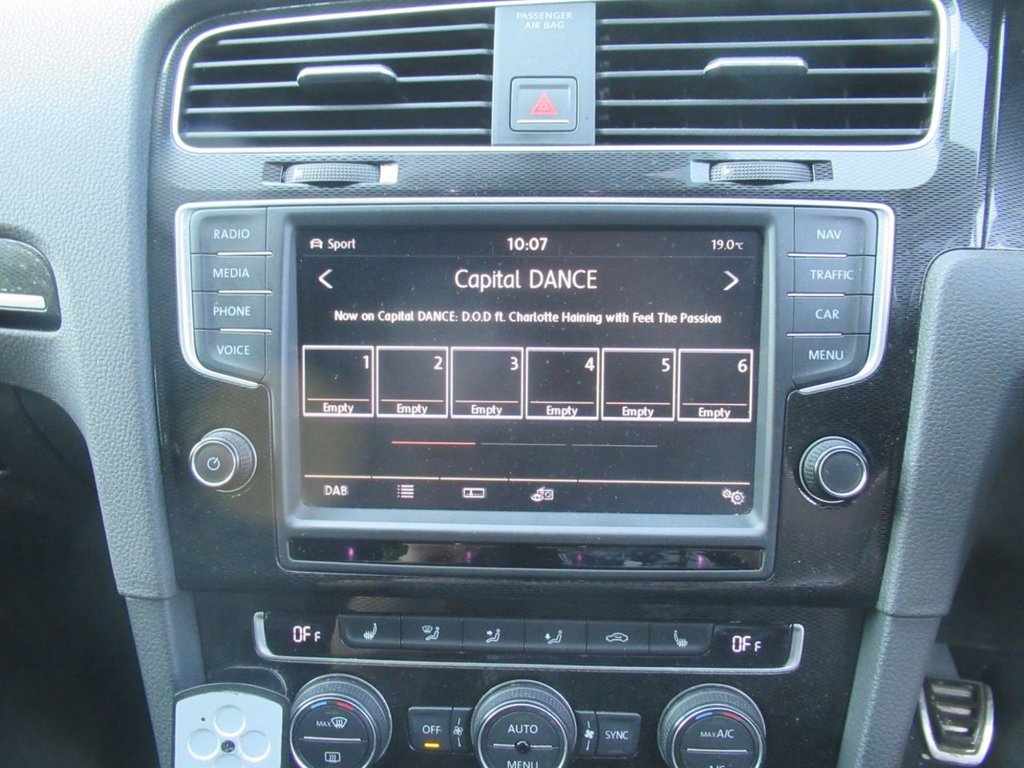 PASSENGER
AIR BAG
RADIO
MEDIA
PHONE
VOICE
Sport 10:07 19.0°C
< Capital DANCE >
Now on Capital DANCE: D.O.D ft. Charlotte Haining with Feel The Passion
1 2 3 4 5 6
Empty Empty Empty Empty Empty Empty
DAB
NAV
TRAFFIC
CAR
MENU
OFF OFF
MAX
OFF
AUTO
MENU
SYNC
MAX A/C
A/C